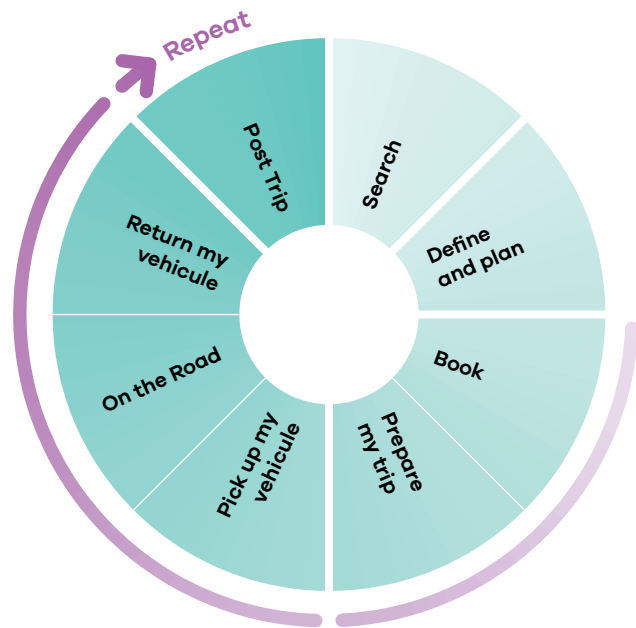 Repeat
Search
Define
and plan
Book
Prepare
my trip
Pick up my
vehicule
On the Road
Return my
vehicule
Post Trip